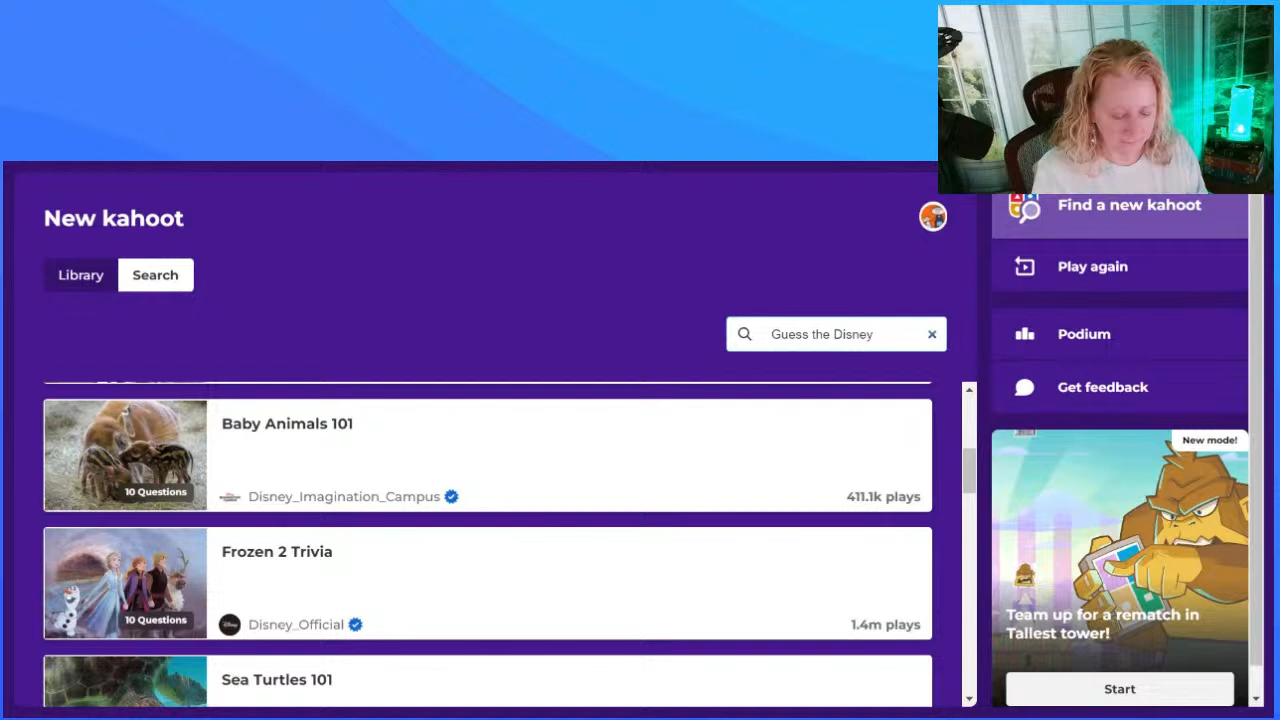 New kahoot
Library
Search
Guess the Disney
Baby Animals 101
10 Questions
Disney_Imagination_Campus
411.1k plays
Frozen 2 Trivia
10 Questions
Disney_Official
1.4m plays
Sea Turtles 101
Find a new kahoot
Play again
Podium
Get feedback
New mode!
Team up for a rematch in
Tallest tower!
Start